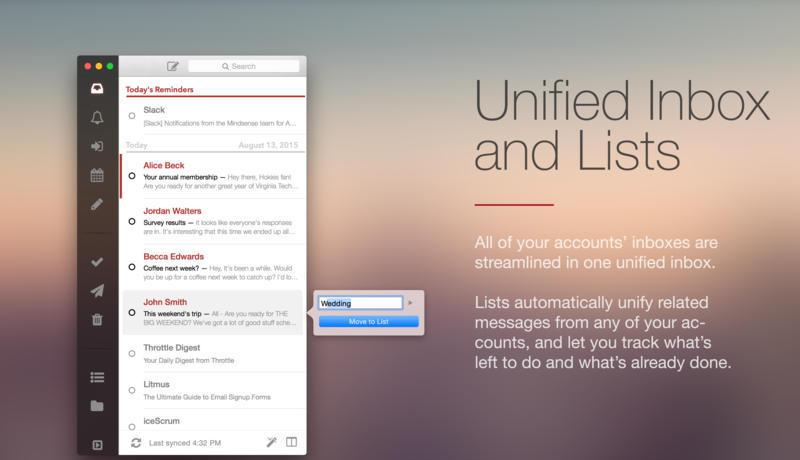 Search
Today's Reminders
Slack
[Slack] Notifications from the Mindsense team for A...
Today August 13, 2015
Alice Beck
Your annual membership — Hey there, Hokies fan!
Are you ready for another great year of Virginia Tech...
Jordan Walters
Survey results — It looks like everyone's responses
are in. It's interesting that this time we ended up all...
Becca Edwards
Coffee next week? — Hey, It's been a while. Would
you be up for a coffee next week to catch up? I'd lo...
John Smith
This weekend's trip — All - Are you ready for THE
BIG WEEKEND? We've got a lot of good stuff sche...
Wedding
Move to List
Throttle Digest
Your Daily Digest from Throttle
Litmus
The Ultimate Guide to Email Signup Forms
iceScrum
Last synced 4:32 PM
Unified Inbox
and Lists
All of your accounts' inboxes are
streamlined in one unified inbox.
Lists automatically unify related
messages from any of your ac-
counts, and let you track what's
left to do and what's already done.